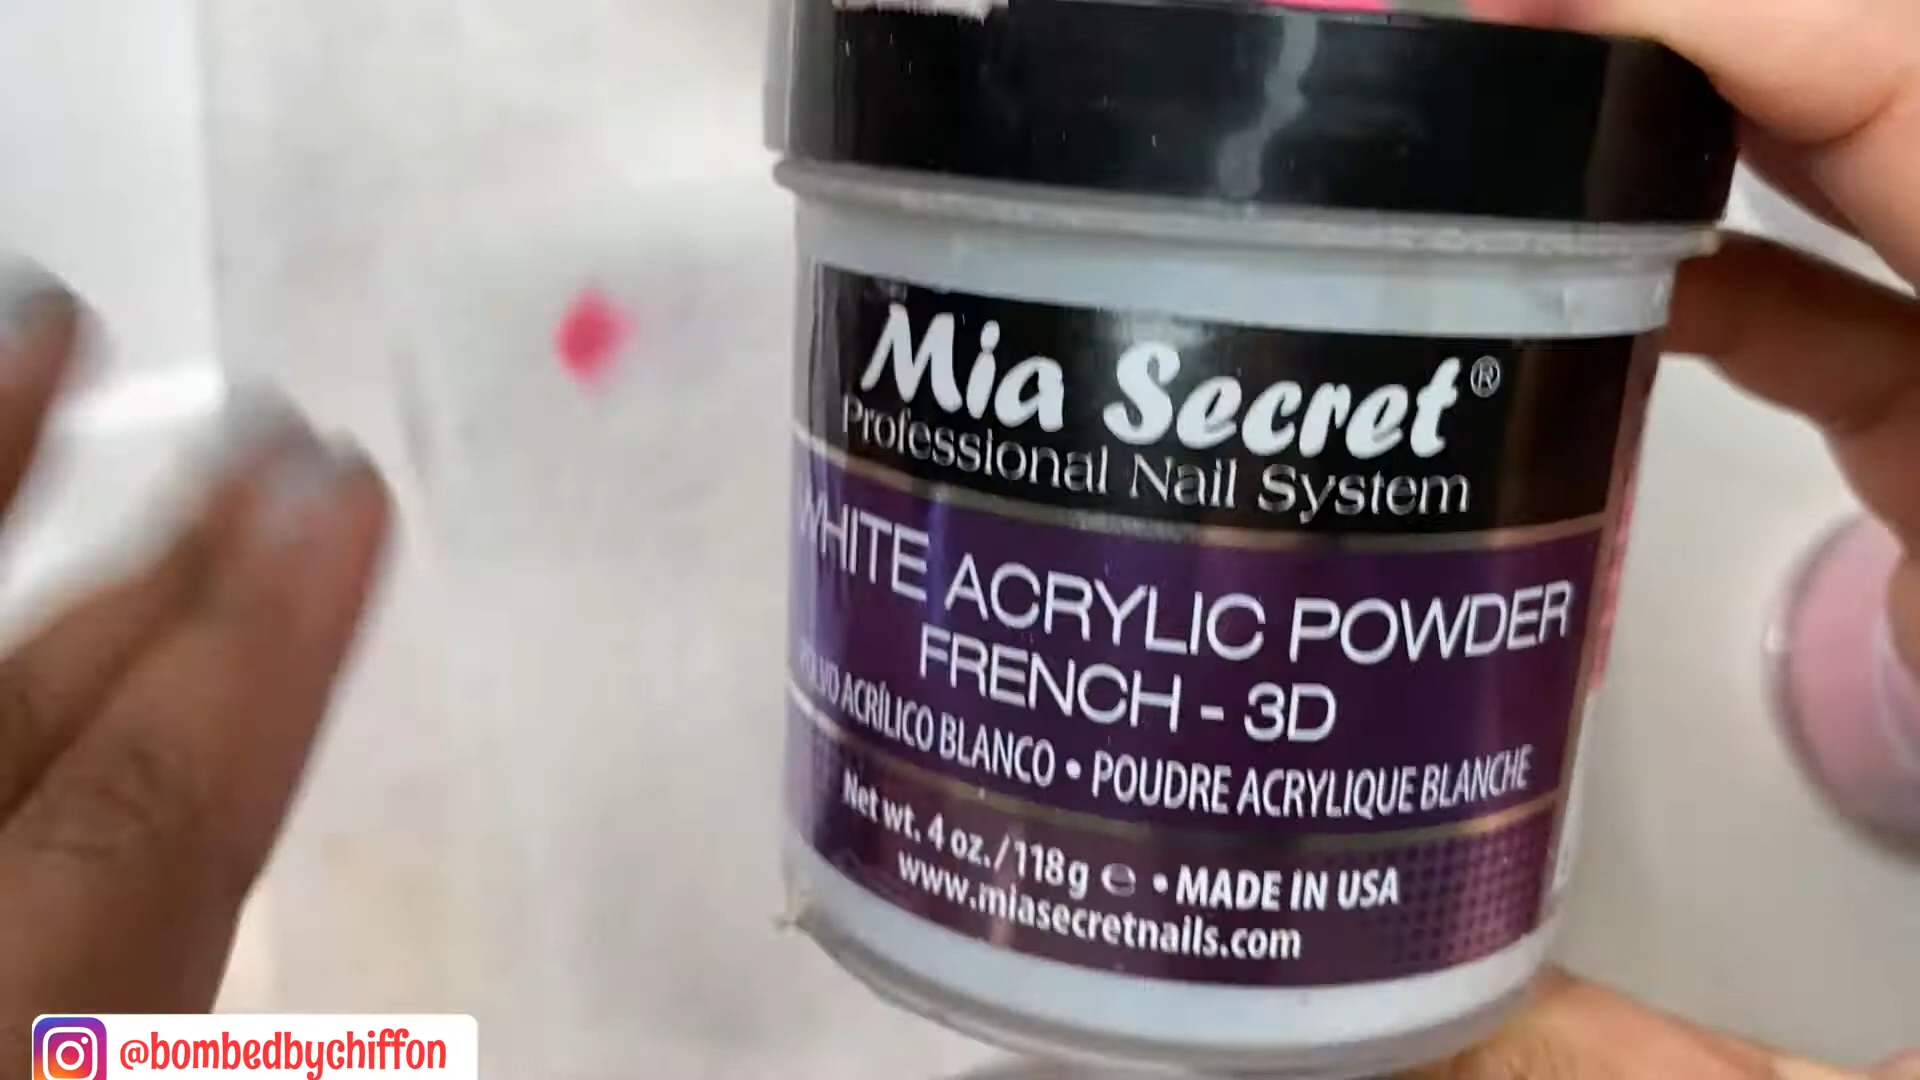 Mia Secret®
Professional Nail System
WHITE ACRYLIC POWDER
FRENCH - 3D
POLVO ACRÍLICO BLANCO • POUDRE ACRYLIQUE BLANCHE
Net wt. 4 oz./118g ℮ • MADE IN USA
www.miasecretnails.com
@bombedbychiffon